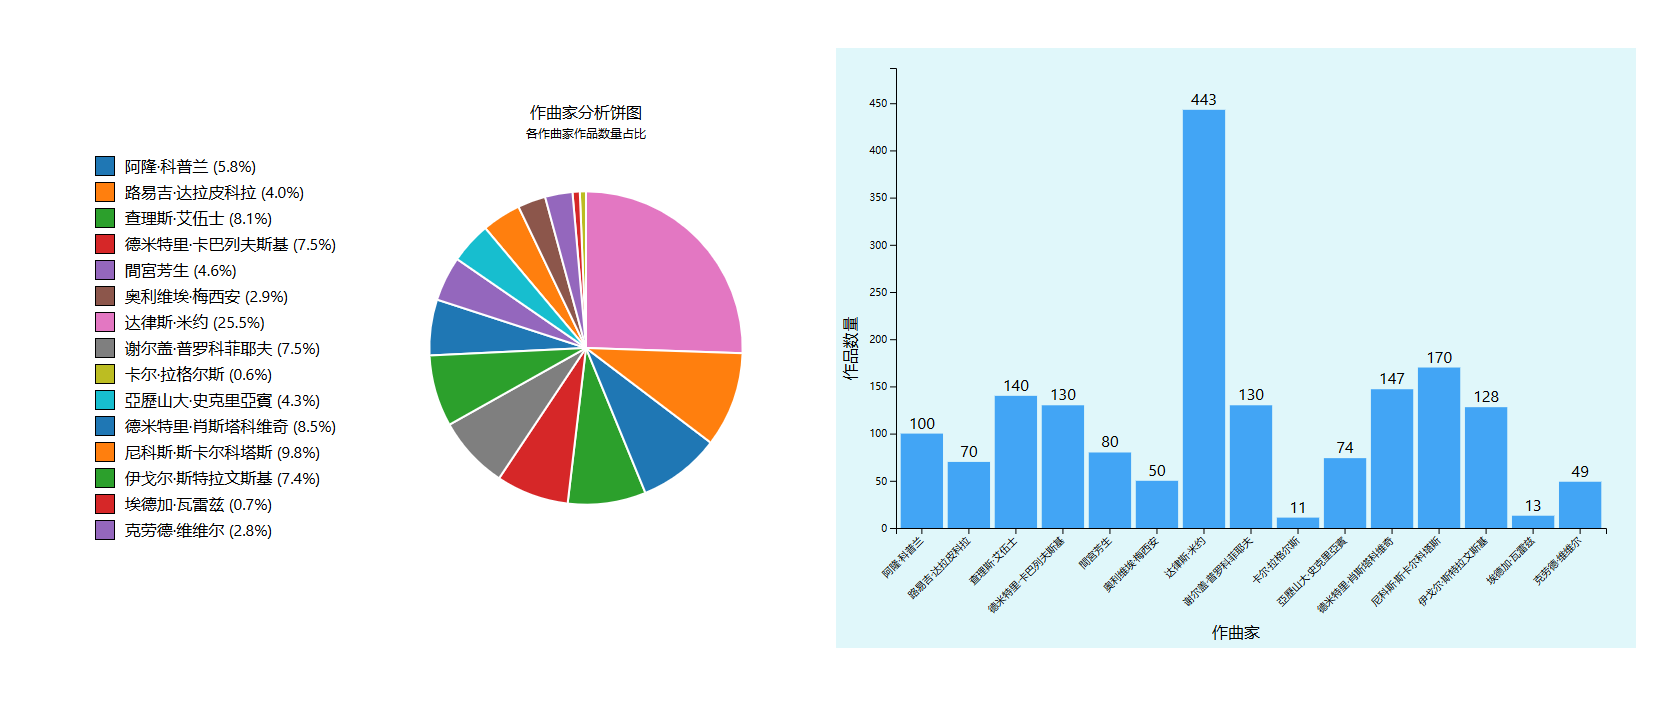 作曲家分析饼图
各作曲家作品数量占比
阿隆·科普兰 (5.8%)
路易吉·达拉皮科拉 (4.0%)
查理斯·艾伍士 (8.1%)
德米特里·卡巴列夫斯基 (7.5%)
間宮芳生 (4.6%)
奥利维埃·梅西安 (2.9%)
达律斯·米约 (25.5%)
谢尔盖·普罗科菲耶夫 (7.5%)
卡尔·拉格尔斯 (0.6%)
亞歷山大·史克里亞賓 (4.3%)
德米特里·肖斯塔科维奇 (8.5%)
尼科斯·斯卡尔科塔斯 (9.8%)
伊戈尔·斯特拉文斯基 (7.4%)
埃德加·瓦雷兹 (0.7%)
克劳德·维维尔 (2.8%)
作品数量
450
400
350
300
250
200
150
100
50
0
100
70
140
130
80
50
443
130
11
74
147
170
128
13
49
阿隆·科普兰
路易吉·达拉皮科拉
查理斯·艾伍士
德米特里·卡巴列夫斯基
間宮芳生
奥利维埃·梅西安
达律斯·米约
谢尔盖·普罗科菲耶夫
卡尔·拉格尔斯
亞歷山大·史克里亞賓
德米特里·肖斯塔科维奇
尼科斯·斯卡尔科塔斯
伊戈尔·斯特拉文斯基
埃德加·瓦雷兹
克劳德·维维尔
作曲家